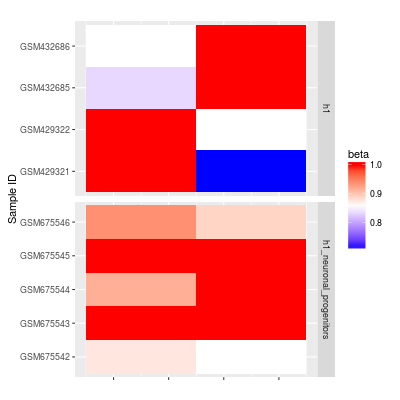 GSM432686
GSM432685
GSM429322
GSM429321
h1
GSM675546
GSM675545
GSM675544
GSM675543
GSM675542
h1_neuronal_progenitors
Sample ID
beta
1.0
0.9
0.8